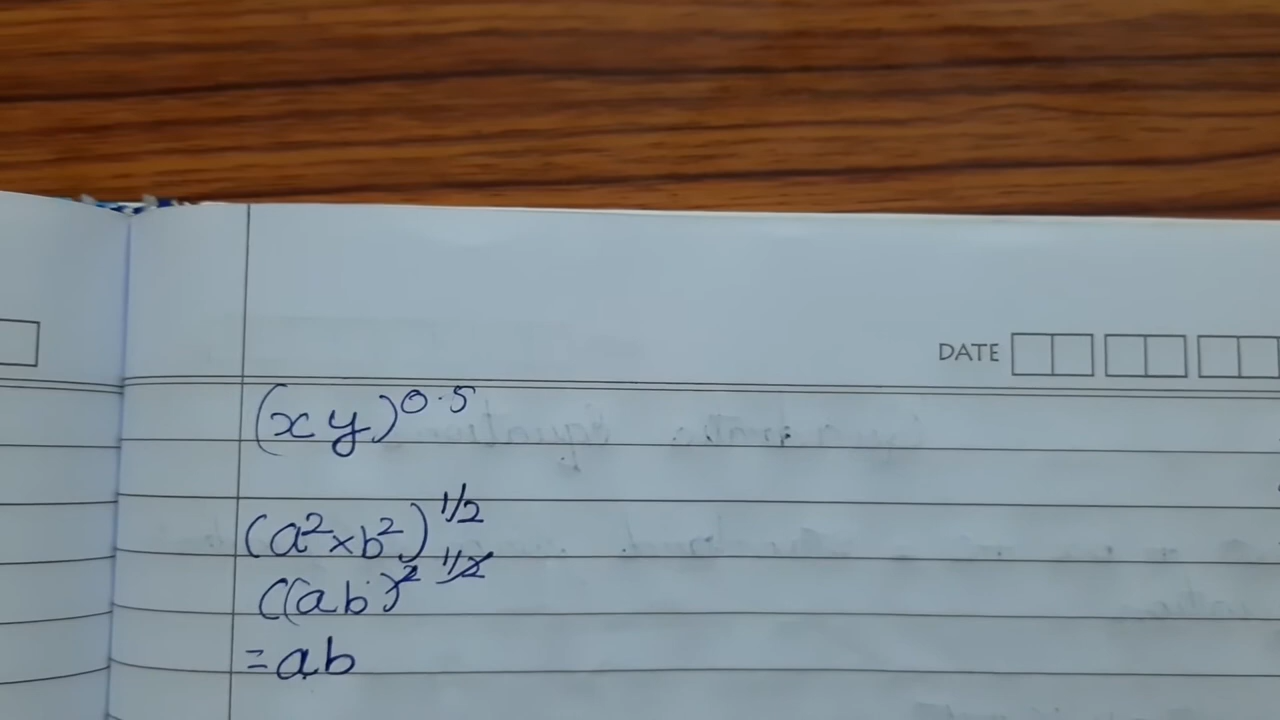 DATE
(xy)^0.5
(a²×b²)^1/2
((ab)²^1/2
=ab